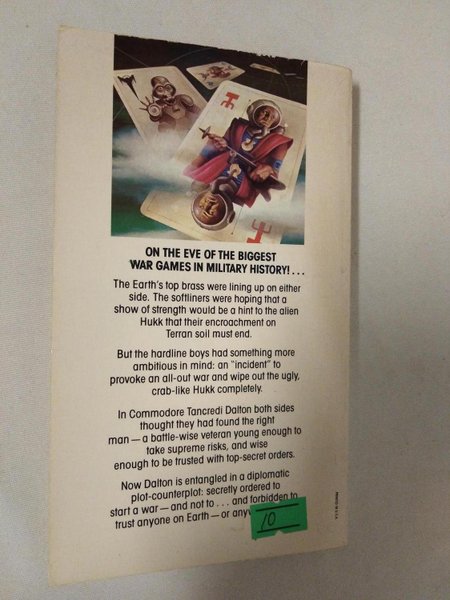 ON THE EVE OF THE BIGGEST
WAR GAMES IN MILITARY HISTORY! . . .
The Earth's top brass were lining up on either
side. The softliners were hoping that a
show of strength would be a hint to the alien
Hukk that their encroachment on
Terran soil must end.
But the hardline boys had something more
ambitious in mind: an "incident" to
provoke an all-out war and wipe out the ugly,
crab-like Hukk completely.
In Commodore Tancredi Dalton both sides
thought they had found the right
man — a battle-wise veteran young enough to
take supreme risks, and wise
enough to be trusted with top-secret orders.
Now Dalton is entangled in a diplomatic
plot-counterplot: secretly ordered to
start a war — and not to . . . and forbidden to
trust anyone on Earth — or
10
PRINTED IN U.S.A.